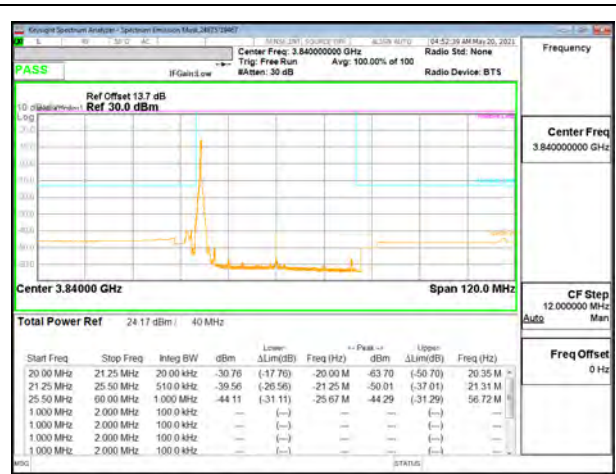 Keysight Spectrum Analyzer - Spectrum Emission Mask
SENSE:INT SOURCE OFF ALIGN AUTO 04:52:39 AM May 20, 2021
Center Freq: 3.840000000 GHz Radio Std: None Frequency
PASS Trig: Free Run Avg: 100.00% of 100
IFGain:Low #Atten: 30 dB Radio Device: BTS
Ref Offset 13.7 dB
10 dB Ref 30.0 dBm
Log
Center Freq
3.840000000 GHz
Center 3.84000 GHz Span 120.0 MHz
CF Step
12.000000 MHz
Auto Man
Total Power Ref 24.17 dBm / 40 MHz
Freq Offset
0
Lower <-- Peak --> Upper
Start Freq Stop Freq Integ BW dBm ΔLim(dB) Freq (Hz) dBm ΔLim(dB) Freq (Hz)
20.00 MHz 21.25 MHz 20.00 kHz -30.76 (-17.76) -20.00 M -63.70 (-50.70) 20.35 M
21.25 MHz 25.50 MHz 510.0 kHz -39.56 (-26.56) -21.25 M -50.01 (-37.01) 21.31 M
25.50 MHz 60.00 MHz 1.000 MHz -44.11 (-31.11) -25.67 M -44.29 (-31.29) 56.72 M
1.000 MHz 2.000 MHz 100.0 kHz --- (---) --- --- (---) ---
1.000 MHz 2.000 MHz 100.0 kHz --- (---) --- --- (---) ---
1.000 MHz 2.000 MHz 100.0 kHz --- (---) --- --- (---) ---
1.000 MHz 2.000 MHz 100.0 kHz --- (---) --- --- (---) ---
MSG STATUS